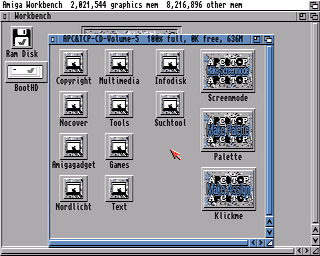 Amiga Workbench 2,021,544 graphics mem 8,216,896 other mem
Workbench
Ram Disk
BootHD
APC&TCP-CD-Volume-5 100% full, 0K free, 636M
Copyright
Multimedia
Infodisk
Screenmode
Nocover
Tools
Suchtool
Palette
Amigagadget
Games
Klickme
Nordlicht
Text